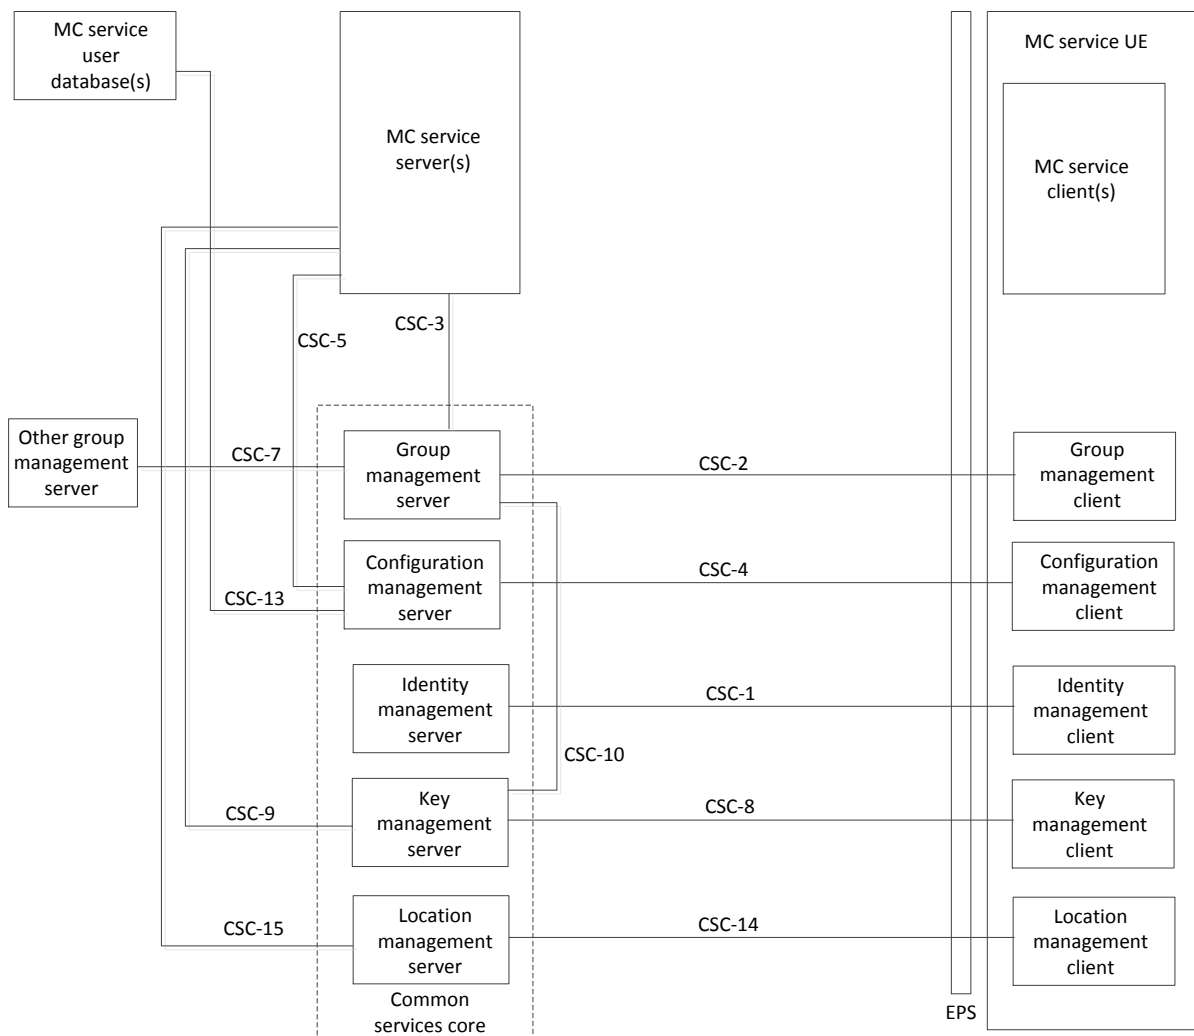 MC service
user
database(s)
MC service
server(s)
MC service UE
MC service
client(s)
CSC-3
CSC-5
Other group
management
server
CSC-7
Group
management
server
CSC-2
Group
management
client
Configuration
management
server
CSC-4
Configuration
management
client
CSC-13
Identity
management
server
CSC-1
Identity
management
client
CSC-10
Key
management
server
CSC-9
CSC-8
Key
management
client
Location
management
server
CSC-15
CSC-14
Location
management
client
Common
services core
EPS